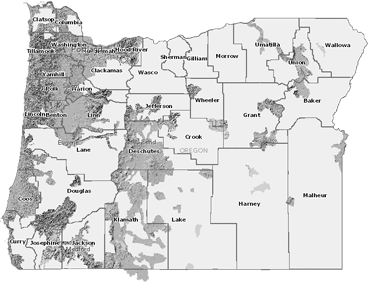 Clatsop
Columbia
Washington
Hood River
Tillamook
Yamhill
Clackamas
Wasco
Sherman
Gilliam
Morrow
Umatilla
Union
Wallowa
Polk
Marion
Jefferson
Wheeler
Baker
Lincoln
Benton
Linn
Grant
Crook
Lane
Deschutes
OREGON
Douglas
Coos
Klamath
Lake
Harney
Malheur
Curry
Josephine
Jackson
Medford